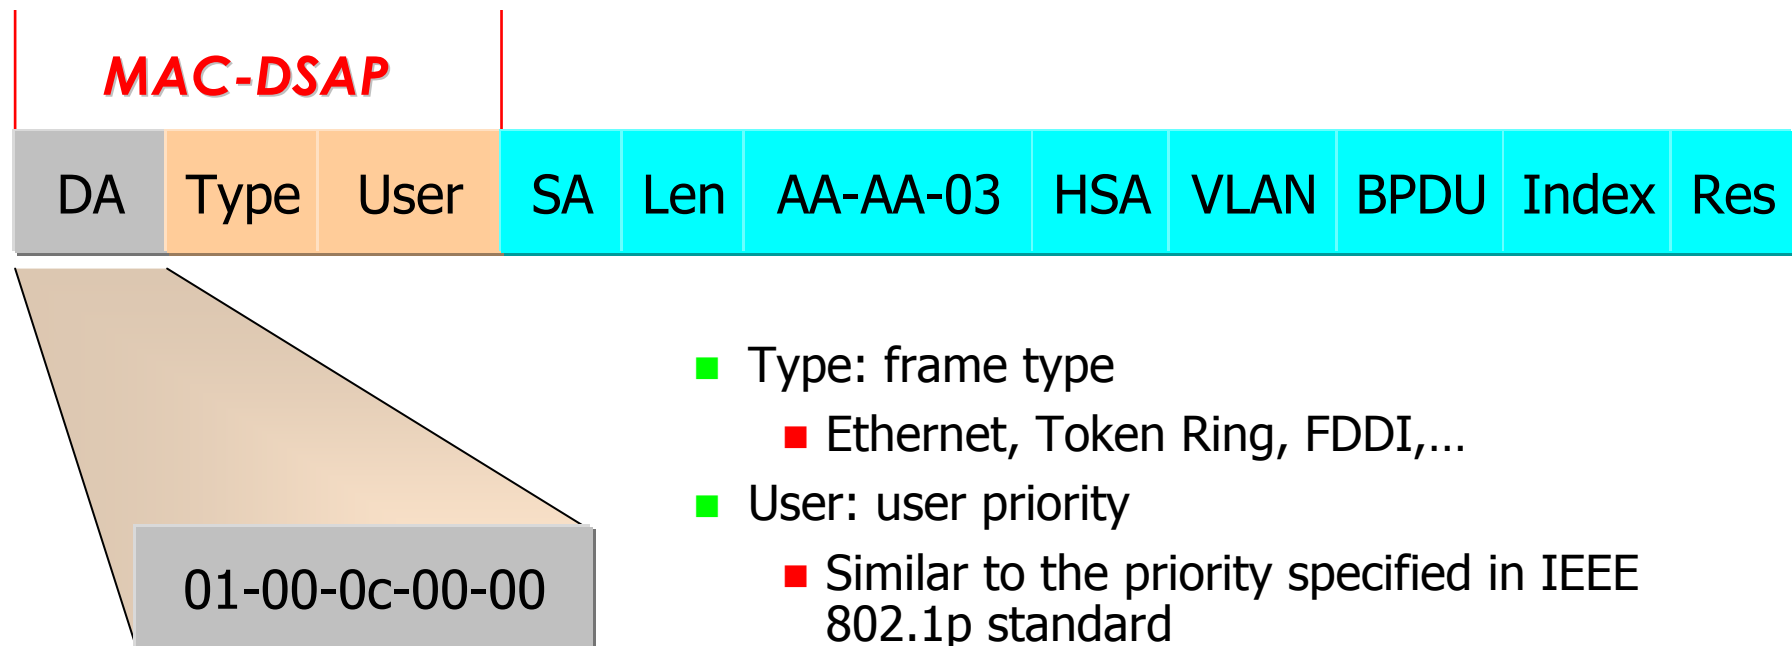 MAC-DSAP
DA Type User SA Len AA-AA-03 HSA VLAN BPDU Index Res
Type: frame type
Ethernet, Token Ring, FDDI,...
User: user priority
Similar to the priority specified in IEEE
802.1p standard
01-00-0c-00-00